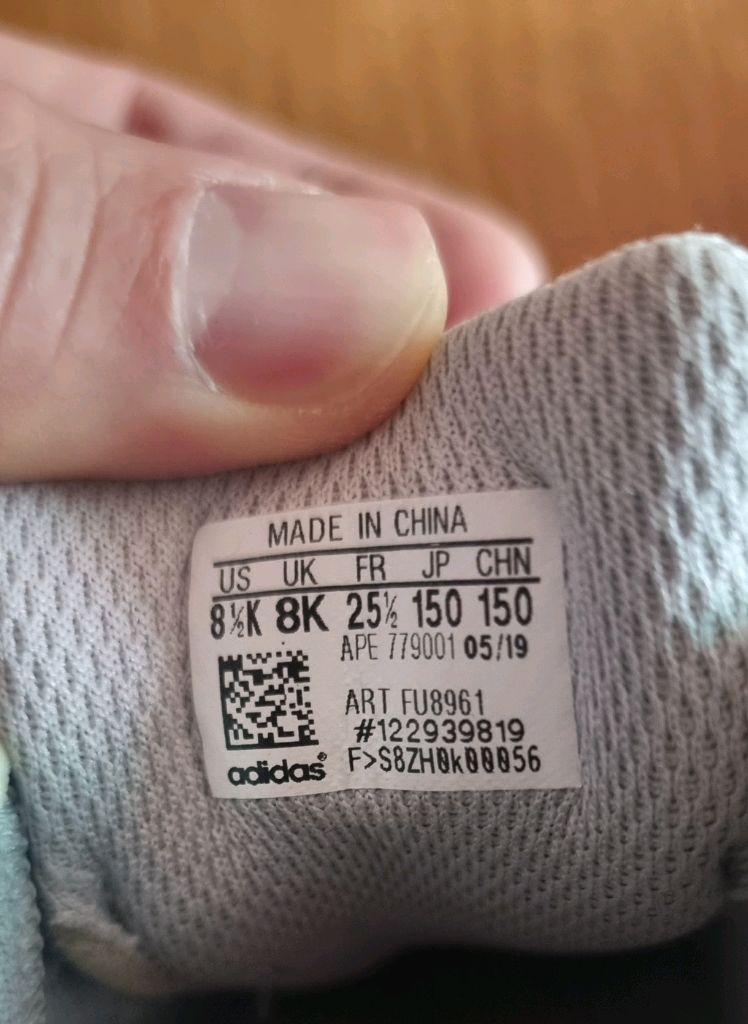 MADE IN CHINA
US UK FR JP CHN
8½K 8K 25½ 150 150
APE 779001 05/19
ART FU8961
#122939819
F>S8ZH0k00056
adidas®